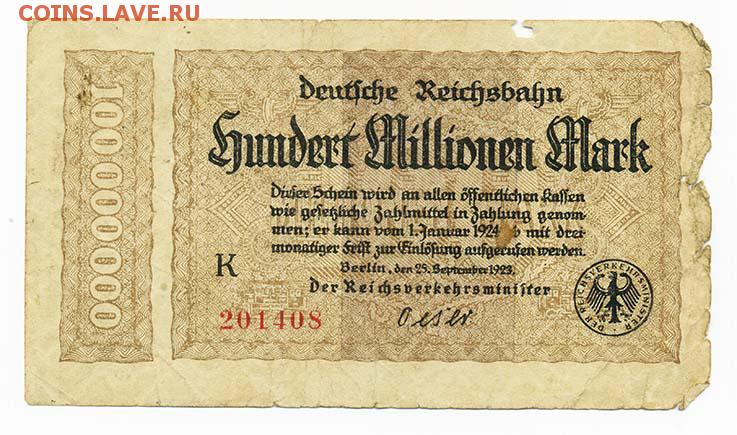 COINS.LAVE.РУ
Deutsche Reichsbahn
Hundert Millionen Mark
Dieser Schein wird an allen öffentlichen Kassen
wie gesetzliche Zahlmittel in Zahlung genom-
men; er kann vom 1. Januar 1924 mit drei-
monatiger Frist zur Einlösung aufgerufen werden.
Berlin, den 25. September 1923.
Der Reichsverkehrsminister
K
201408
Oeser
DER REICHSVERKEHRSMINISTER
100000000